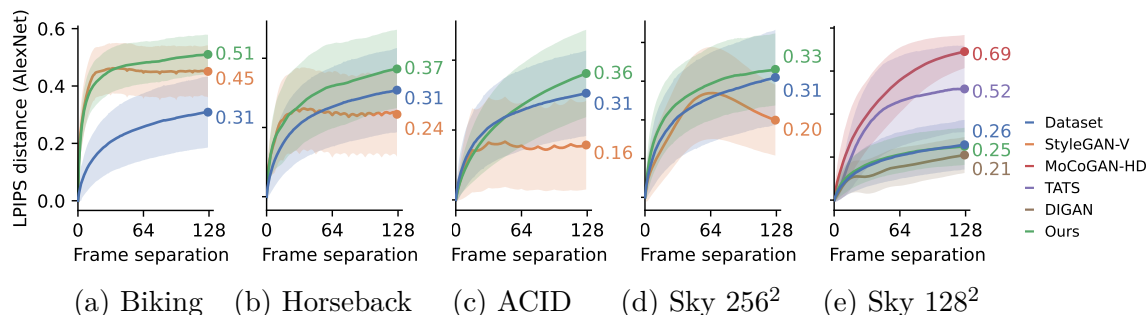 LPIPS distance (AlexNet)
0.6
0.4
0.2
0.0
0.51
0.45
0.31
0 64 128
Frame separation
(a) Biking
0.37
0.31
0.24
0 64 128
Frame separation
(b) Horseback
0.36
0.31
0.16
0 64 128
Frame separation
(c) ACID
0.33
0.31
0.20
0 64 128
Frame separation
(d) Sky 256²
0.69
0.52
0.26
0.25
0.21
0 64 128
Frame separation
(e) Sky 128²
Dataset
StyleGAN-V
MoCoGAN-HD
TATS
DIGAN
Ours